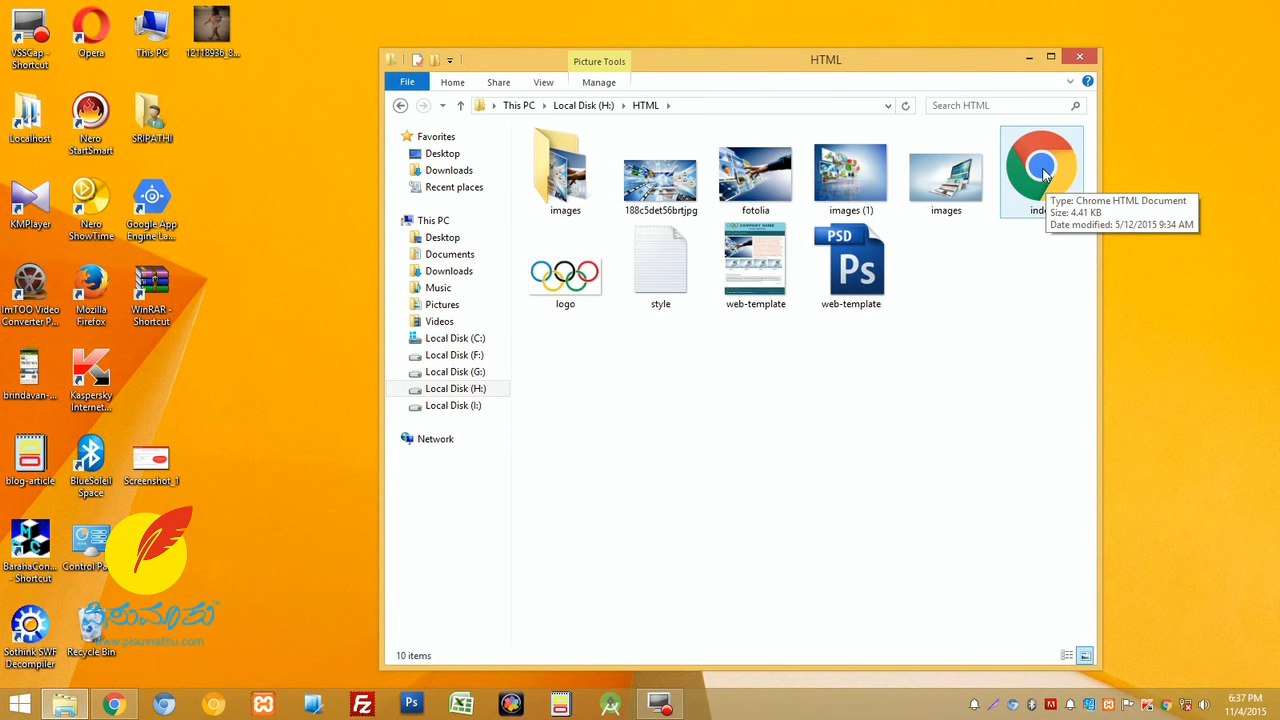 VSSCap -
Shortcut
Opera
This PC
12118936_8...
Localhost
Nero
StartSmart
SRIPATHI
KMPlayer
Nero
ShowTime
Google App
Engine La...
ImTOO Video
Converter P...
Mozilla
Firefox
WinRAR -
Shortcut
brindavan-...
Kaspersky
Internet...
blog-article
BlueSoleil
Space
Screenshot_1
BarahaCon...
- Shortcut
Control Pa
ಪಿಸುಮಾತು
www.pisumathu.com
Sothink SWF
Decompiler
Recycle Bin
Picture Tools
HTML
File
Home
Share
View
Manage
This PC
Local Disk (H:)
HTML
Search HTML
Favorites
Desktop
Downloads
Recent places
This PC
Desktop
Documents
Downloads
Music
Pictures
Videos
Local Disk (C:)
Local Disk (F:)
Local Disk (G:)
Local Disk (H:)
Local Disk (I:)
Network
images
188c5det56brtjpg
fotolia
images (1)
images
inde
Type: Chrome HTML Document
Size: 4.41 KB
Date modified: 5/12/2015 9:34 AM
logo
style
PSD
Ps
web-template
web-template
10 items
Fz
Ps
6:37 PM
11/4/2015